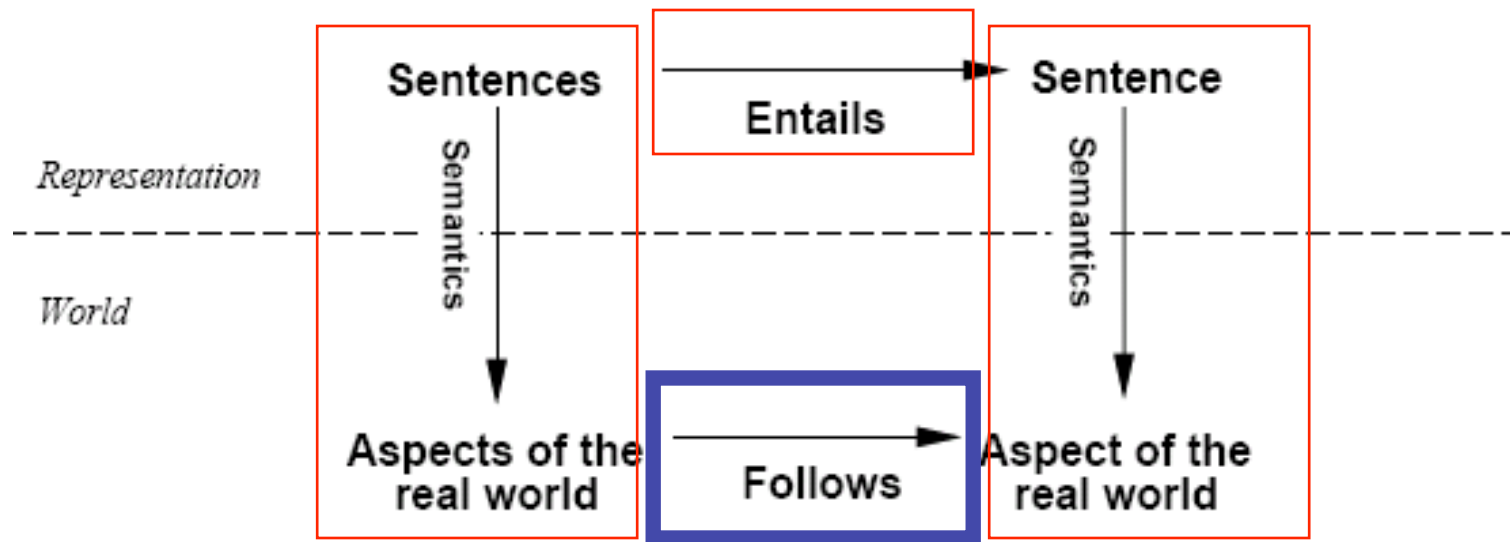 Sentences
Entails
Sentence
Representation
Semantics
Semantics
World
Aspects of the
real world
Follows
Aspect of the
real world